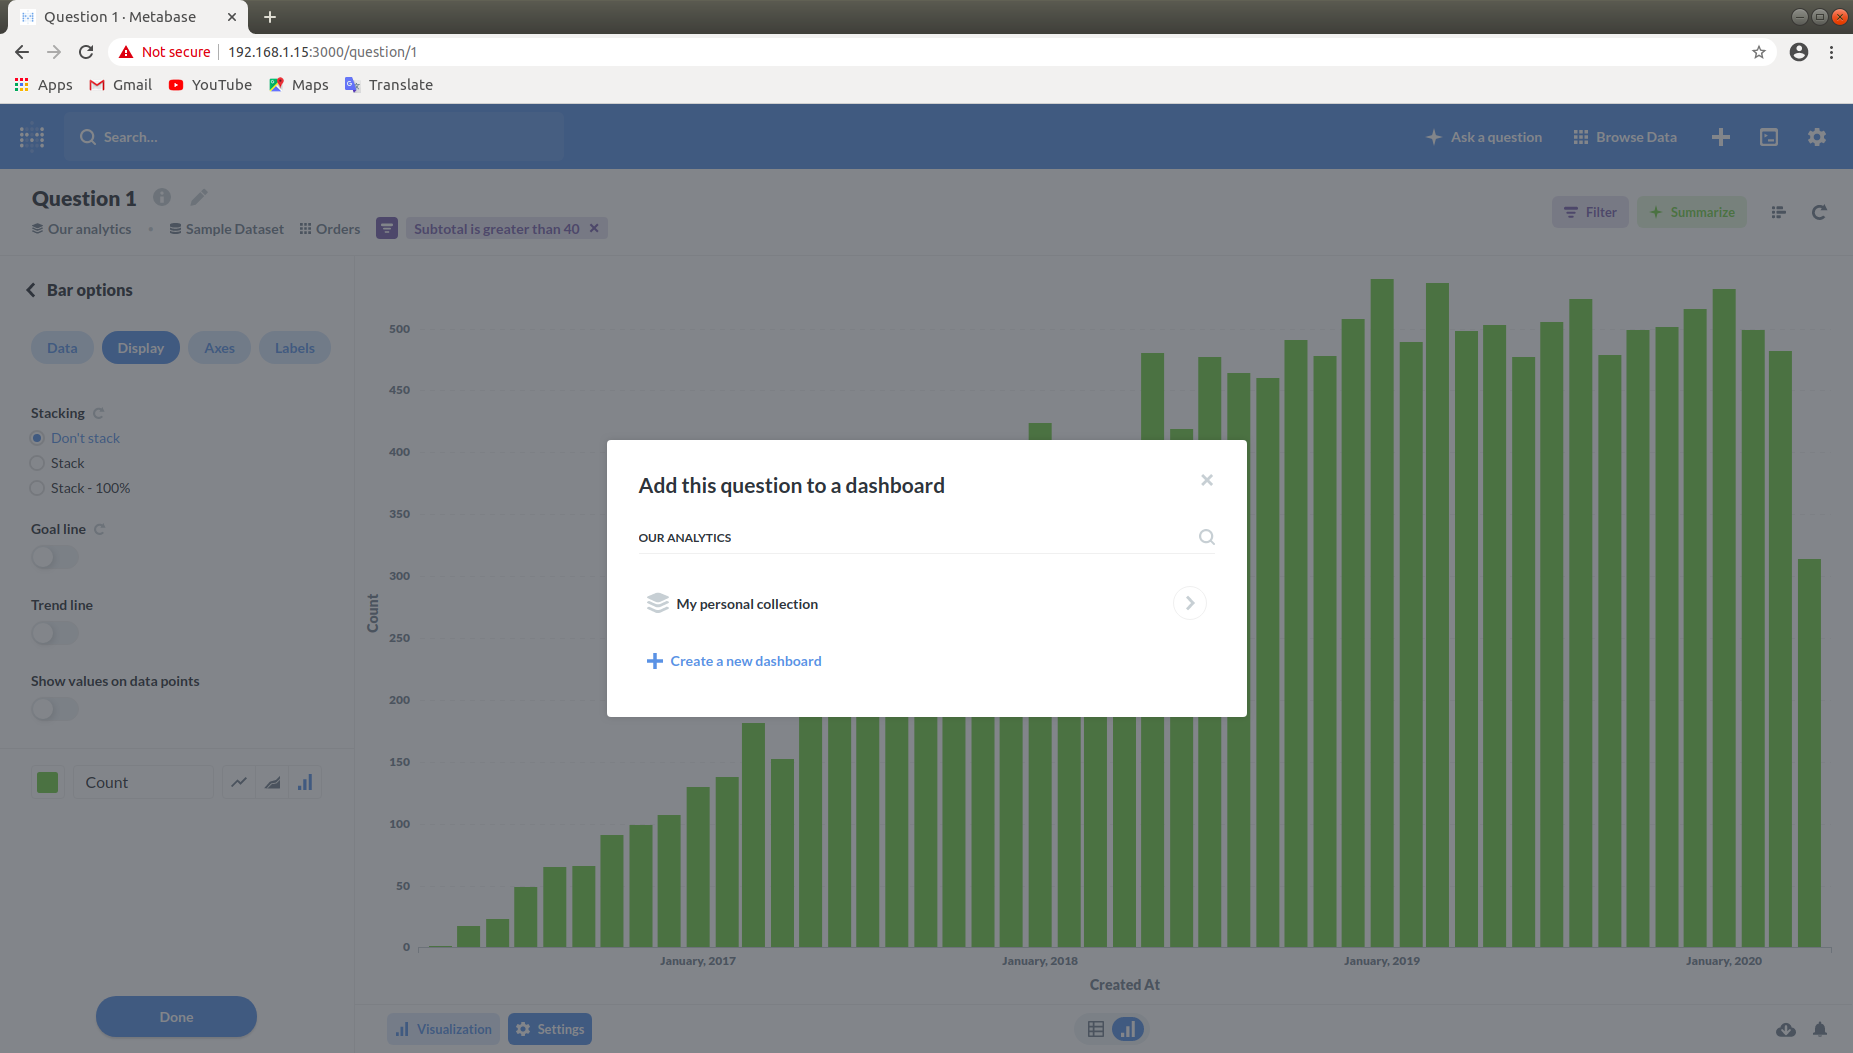 Question 1 · Metabase
Not secure 192.168.1.15:3000/question/1
Apps Gmail YouTube Maps Translate
Search... Ask a question Browse Data
Question 1
Our analytics • Sample Dataset Orders Subtotal is greater than 40
Filter Summarize
Bar options
Data Display Axes Labels
Stacking
Don't stack
Stack
Stack - 100%
Goal line
Trend line
Show values on data points
Count
Done
500
450
400
350
300
250
200
150
100
50
0
Count
January, 2017 January, 2018 January, 2019 January, 2020
Created At
Add this question to a dashboard
OUR ANALYTICS
My personal collection
Create a new dashboard
Visualization Settings